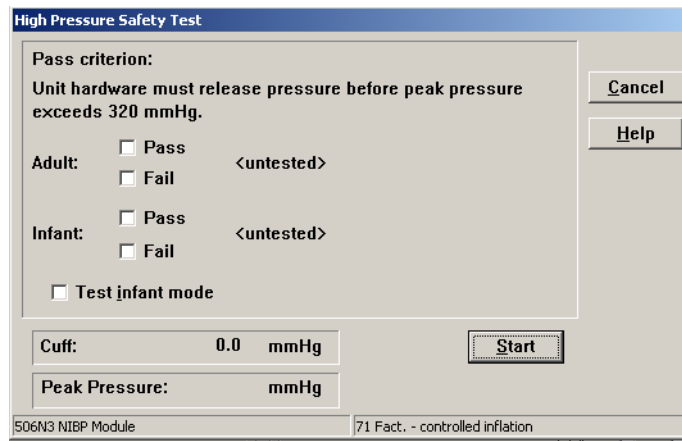 High Pressure Safety Test
Pass criterion:
Unit hardware must release pressure before peak pressure
exceeds 320 mmHg.
Cancel
Help
Adult:
Pass
Fail
<untested>
Infant:
Pass
Fail
<untested>
Test infant mode
Cuff: 0.0 mmHg
Start
Peak Pressure: mmHg
506N3 NIBP Module
71 Fact. - controlled inflation